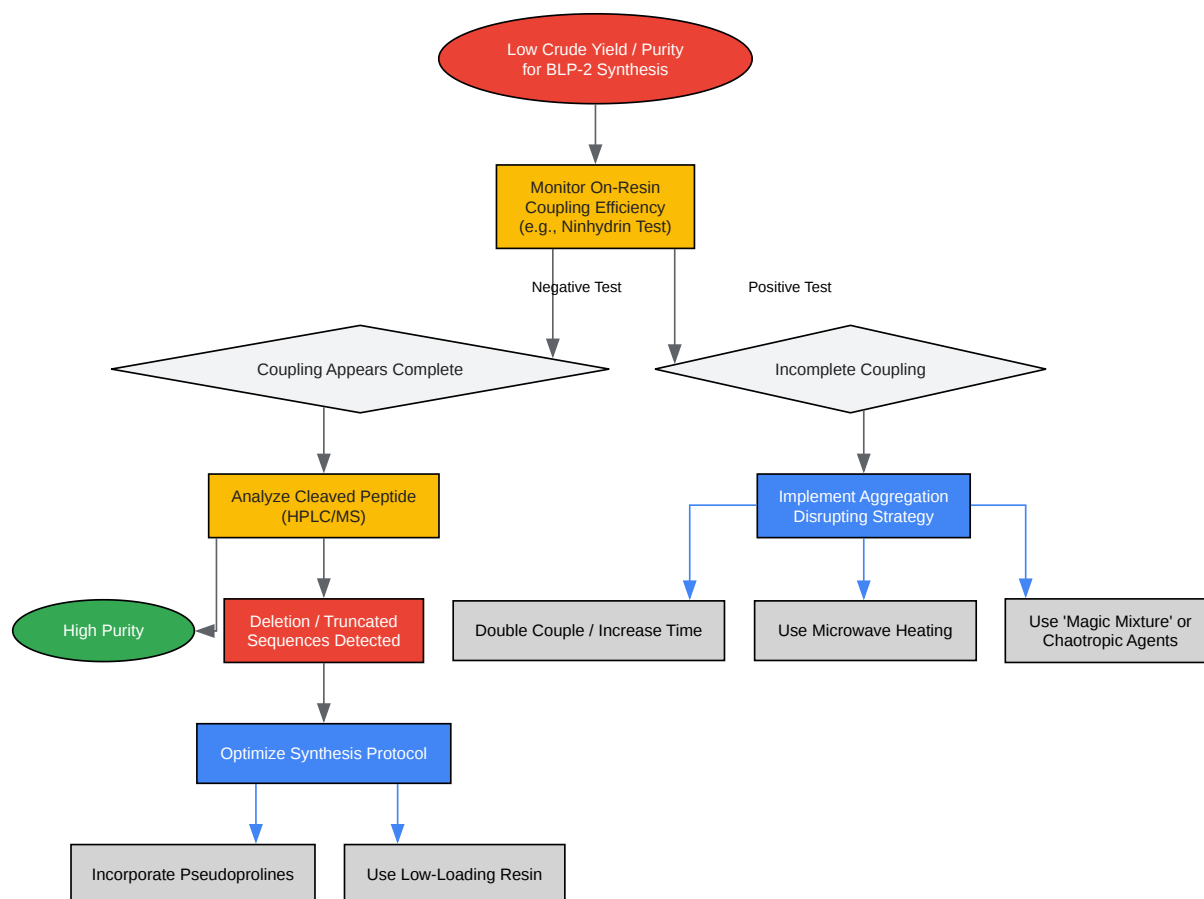 Low Crude Yield / Purity
for BLP-2 Synthesis
Monitor On-Resin
Coupling Efficiency
(e.g., Ninhydrin Test)
Negative Test
Positive Test
Coupling Appears Complete
Incomplete Coupling
Analyze Cleaved Peptide
(HPLC/MS)
Implement Aggregation
Disrupting Strategy
High Purity
Deletion / Truncated
Sequences Detected
Double Couple / Increase Time
Use Microwave Heating
Use 'Magic Mixture' or
Chaotropic Agents
Optimize Synthesis Protocol
Incorporate Pseudoprolines
Use Low-Loading Resin